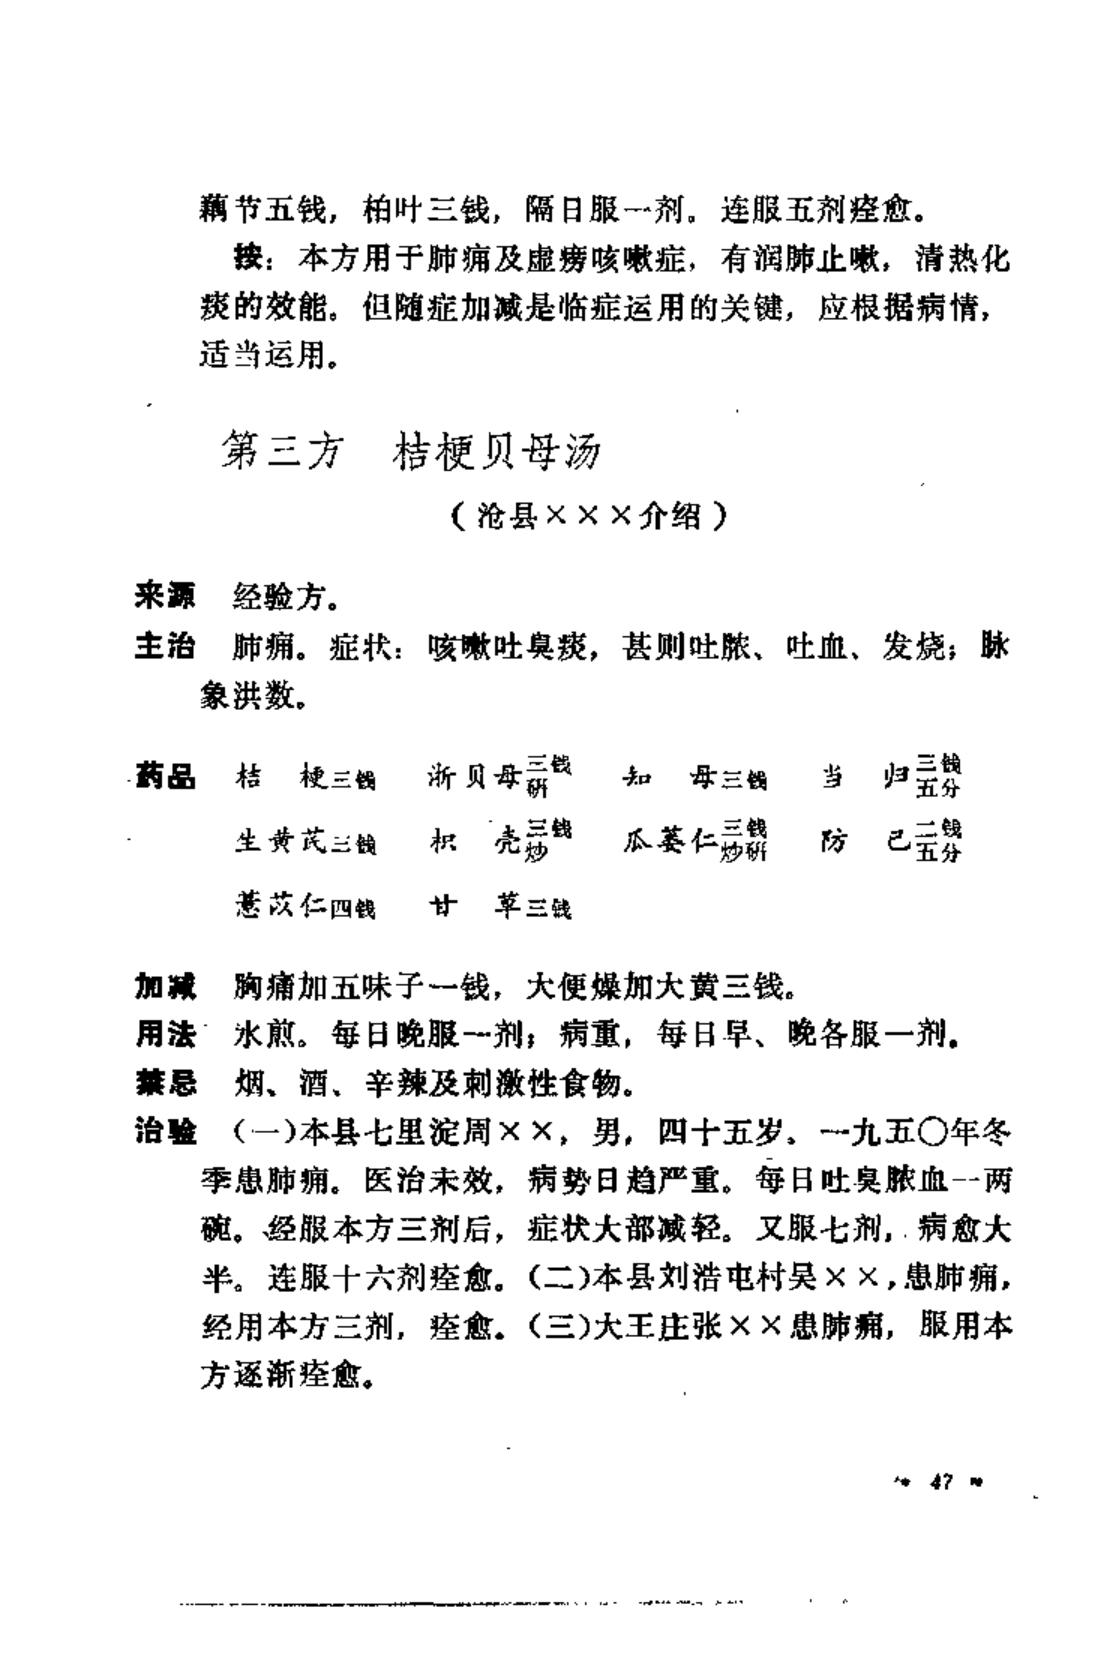 藕节五钱，柏叶三钱，隔日服一剂。连服五剂痊愈。
按：本方用于肺痈及虚痨咳嗽症，有润肺止嗽，清热化
痰的效能。但随症加减是临症运用的关键，应根据病情，
适当运用。
第三方　桔梗贝母汤
（沧县×××介绍）
来源　经验方。
主治　肺痈。症状：咳嗽吐臭痰，甚则吐脓、吐血、发烧；脉
象洪数。
药品　桔　梗三钱　浙贝母三钱研　知　母三钱　当　归三钱五分
生黄芪三钱　枳　壳三钱炒　瓜蒌仁三钱炒研　防　己二钱五分
薏苡仁四钱　甘　草三钱
加减　胸痛加五味子一钱，大便燥加大黄三钱。
用法　水煎。每日晚服一剂；病重，每日早、晚各服一剂。
禁忌　烟、酒、辛辣及刺激性食物。
治验　（一）本县七里淀周××，男，四十五岁。一九五〇年冬
季患肺痈。医治未效，病势日趋严重。每日吐臭脓血一两
碗。经服本方三剂后，症状大部减轻。又服七剂，病愈大
半。连服十六剂痊愈。（二）本县刘浩屯村吴××，患肺痈，
经用本方三剂，痊愈。（三）大王庄张××患肺痈，服用本
方逐渐痊愈。
47